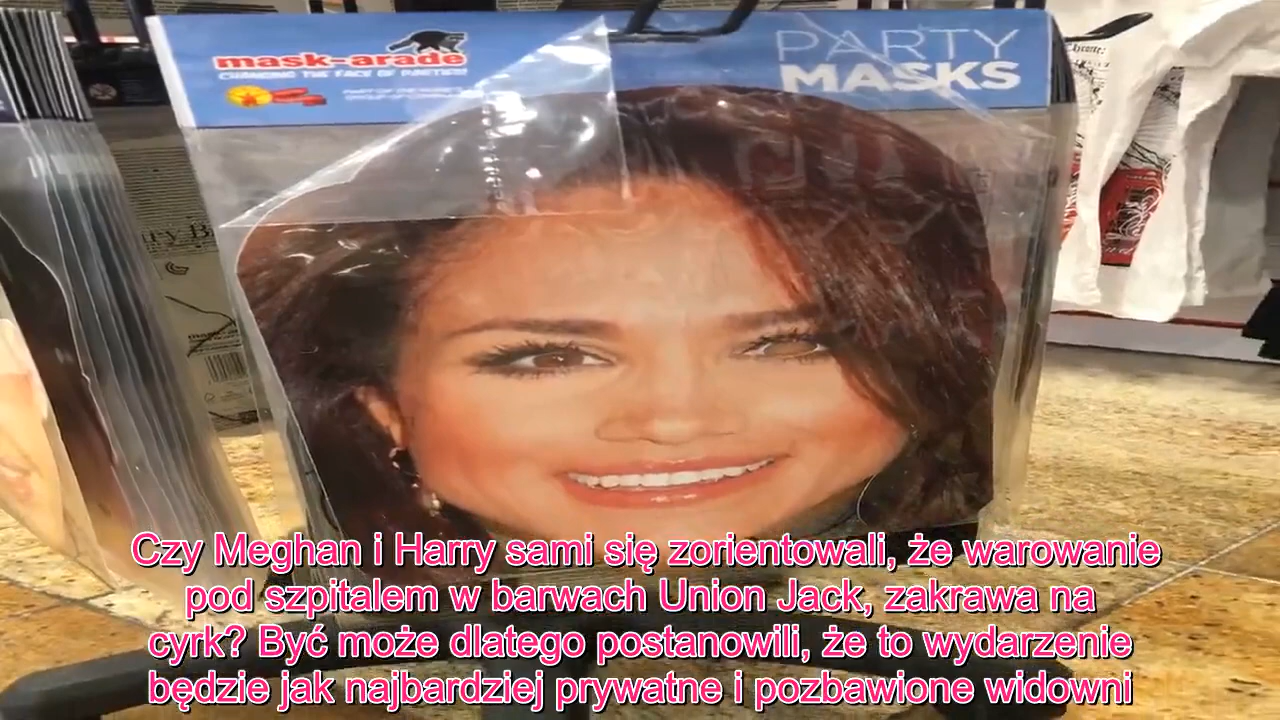 mask-arade
CHANGING THE FACE OF PARTIES!
PARTY
MASKS
Czy Meghan i Harry sami się zorientowali, że warowanie
pod szpitalem w barwach Union Jack, zakrawa na
cyrk? Być może dlatego postanowili, że to wydarzenie
będzie jak najbardziej prywatne i pozbawione widowni